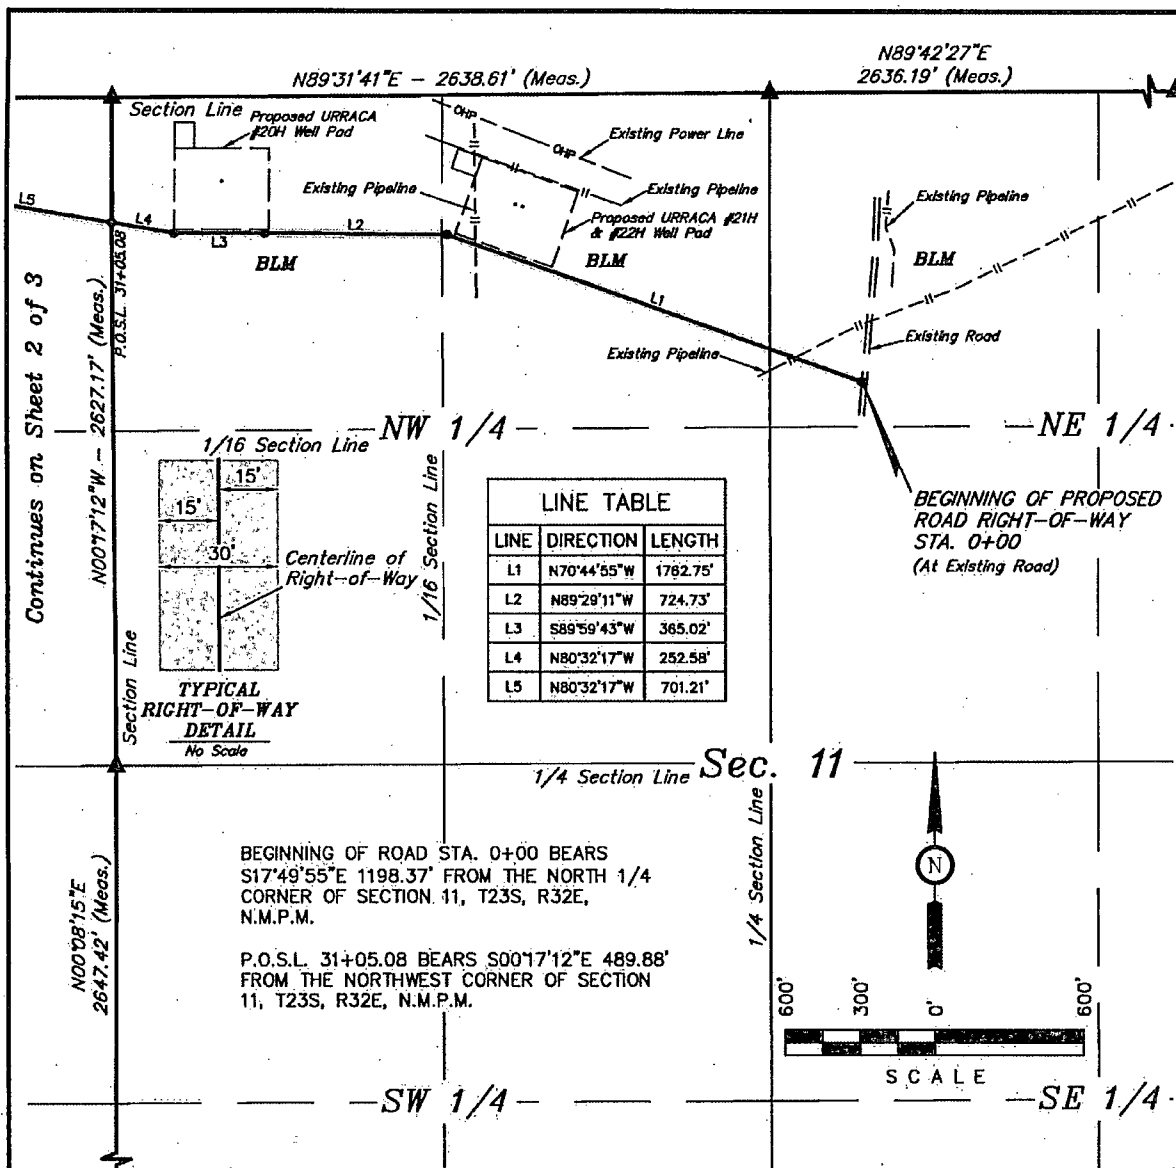 N89°42'27"E
2636.19' (Meas.)
N89°31'41"E – 2638.61' (Meas.)
Section Line
Proposed URRACA
#20H Well Pad
OHP
Existing Power Line
OHP
Existing Pipeline
Existing Pipeline
Existing Pipeline
Proposed URRACA #21H
& #22H Well Pad
L5
L4
L3
L2
BLM
BLM
BLM
L1
P.O.S.L. 31+05.08
Existing Road
Existing Pipeline
Continues on Sheet 2 of 3
N00°17'12"W – 2627.17' (Meas.)
NW 1/4
NE 1/4
1/16 Section Line
1/16 Section Line
15'
15'
30'
Centerline of
Right-of-Way
TYPICAL
RIGHT-OF-WAY
DETAIL
No Scale
Section Line
LINE TABLE
LINE DIRECTION LENGTH
L1 N70°44'55"W 1762.75'
L2 N89°29'11"W 724.73'
L3 S89°59'43"W 365.02'
L4 N80°32'17"W 252.58'
L5 N80°32'17"W 701.21'
BEGINNING OF PROPOSED
ROAD RIGHT-OF-WAY
STA. 0+00
(At Existing Road)
1/4 Section Line
Sec. 11
1/4 Section Line
N00°08'15"E
2647.42' (Meas.)
BEGINNING OF ROAD STA. 0+00 BEARS
S17°49'55"E 1198.37' FROM THE NORTH 1/4
CORNER OF SECTION 11, T23S, R32E,
N.M.P.M.
P.O.S.L. 31+05.08 BEARS S00°17'12"E 489.88'
FROM THE NORTHWEST CORNER OF SECTION
11, T23S, R32E, N.M.P.M.
N
600'
300'
0'
600'
SCALE
SW 1/4
SE 1/4